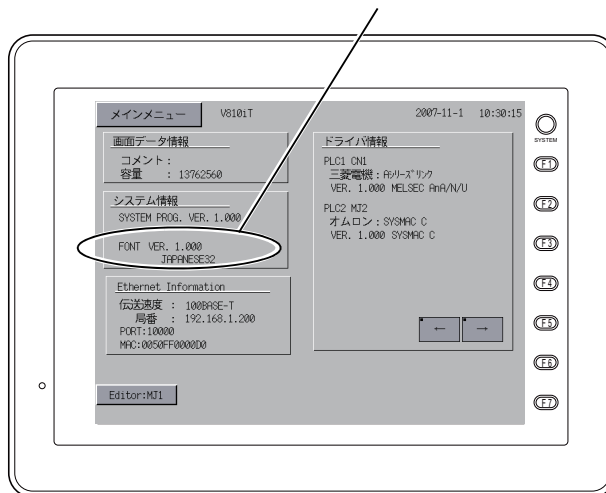 メインメニュー V810iT 2007-11-1 10:30:15
画面データ情報
コメント :
容量 : 13762560
システム情報
SYSTEM PROG. VER. 1.000
FONT VER. 1.000
JAPANESE32
Ethernet Information
伝送速度 : 100BASE-T
局番 : 192.168.1.200
PORT:10000
MAC:0050FF0000D0
Editor:MJ1
ドライバ情報
PLC1 CN1
三菱電機 : Aｼﾘｰｽﾞﾘﾝｸ
VER. 1.000 MELSEC AnA/N/U
PLC2 MJ2
オムロン : SYSMAC C
VER. 1.000 SYSMAC C
← →
SYSTEM
F1
F2
F3
F4
F5
F6
F7